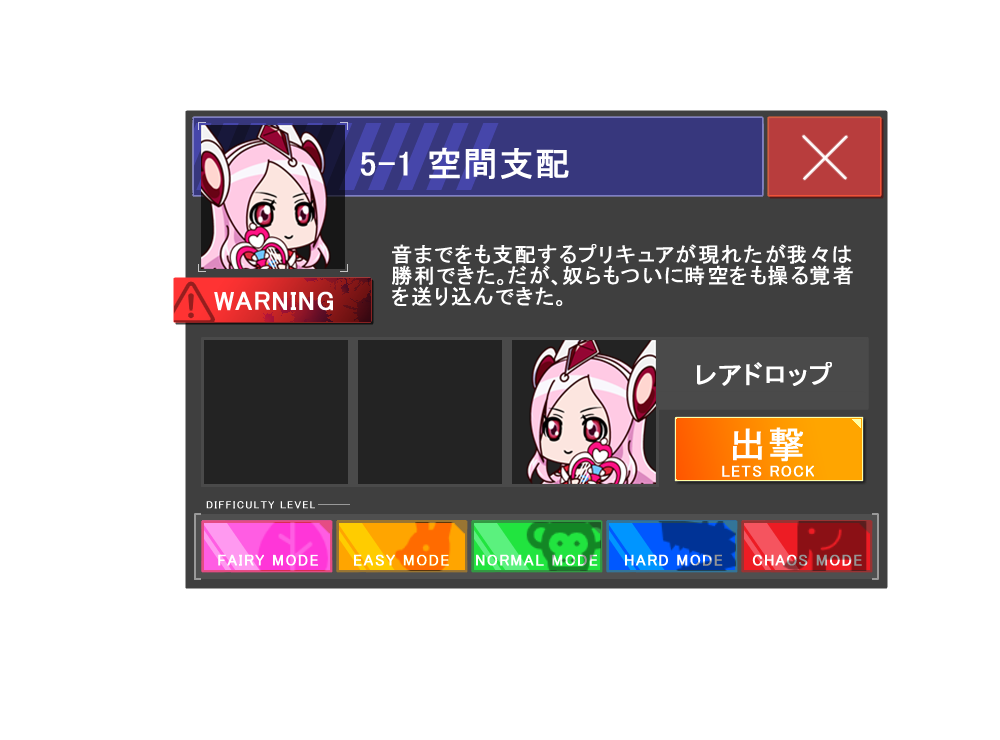 5-1 空間支配
音までをも支配するプリキュアが現れたが我々は
勝利できた。だが、奴らもついに時空をも操る覚者
を送り込んできた。
WARNING
レアドロップ
出撃
LETS ROCK
DIFFICULTY LEVEL
FAIRY MODE
EASY MODE
NORMAL MODE
HARD MODE
CHAOS MODE